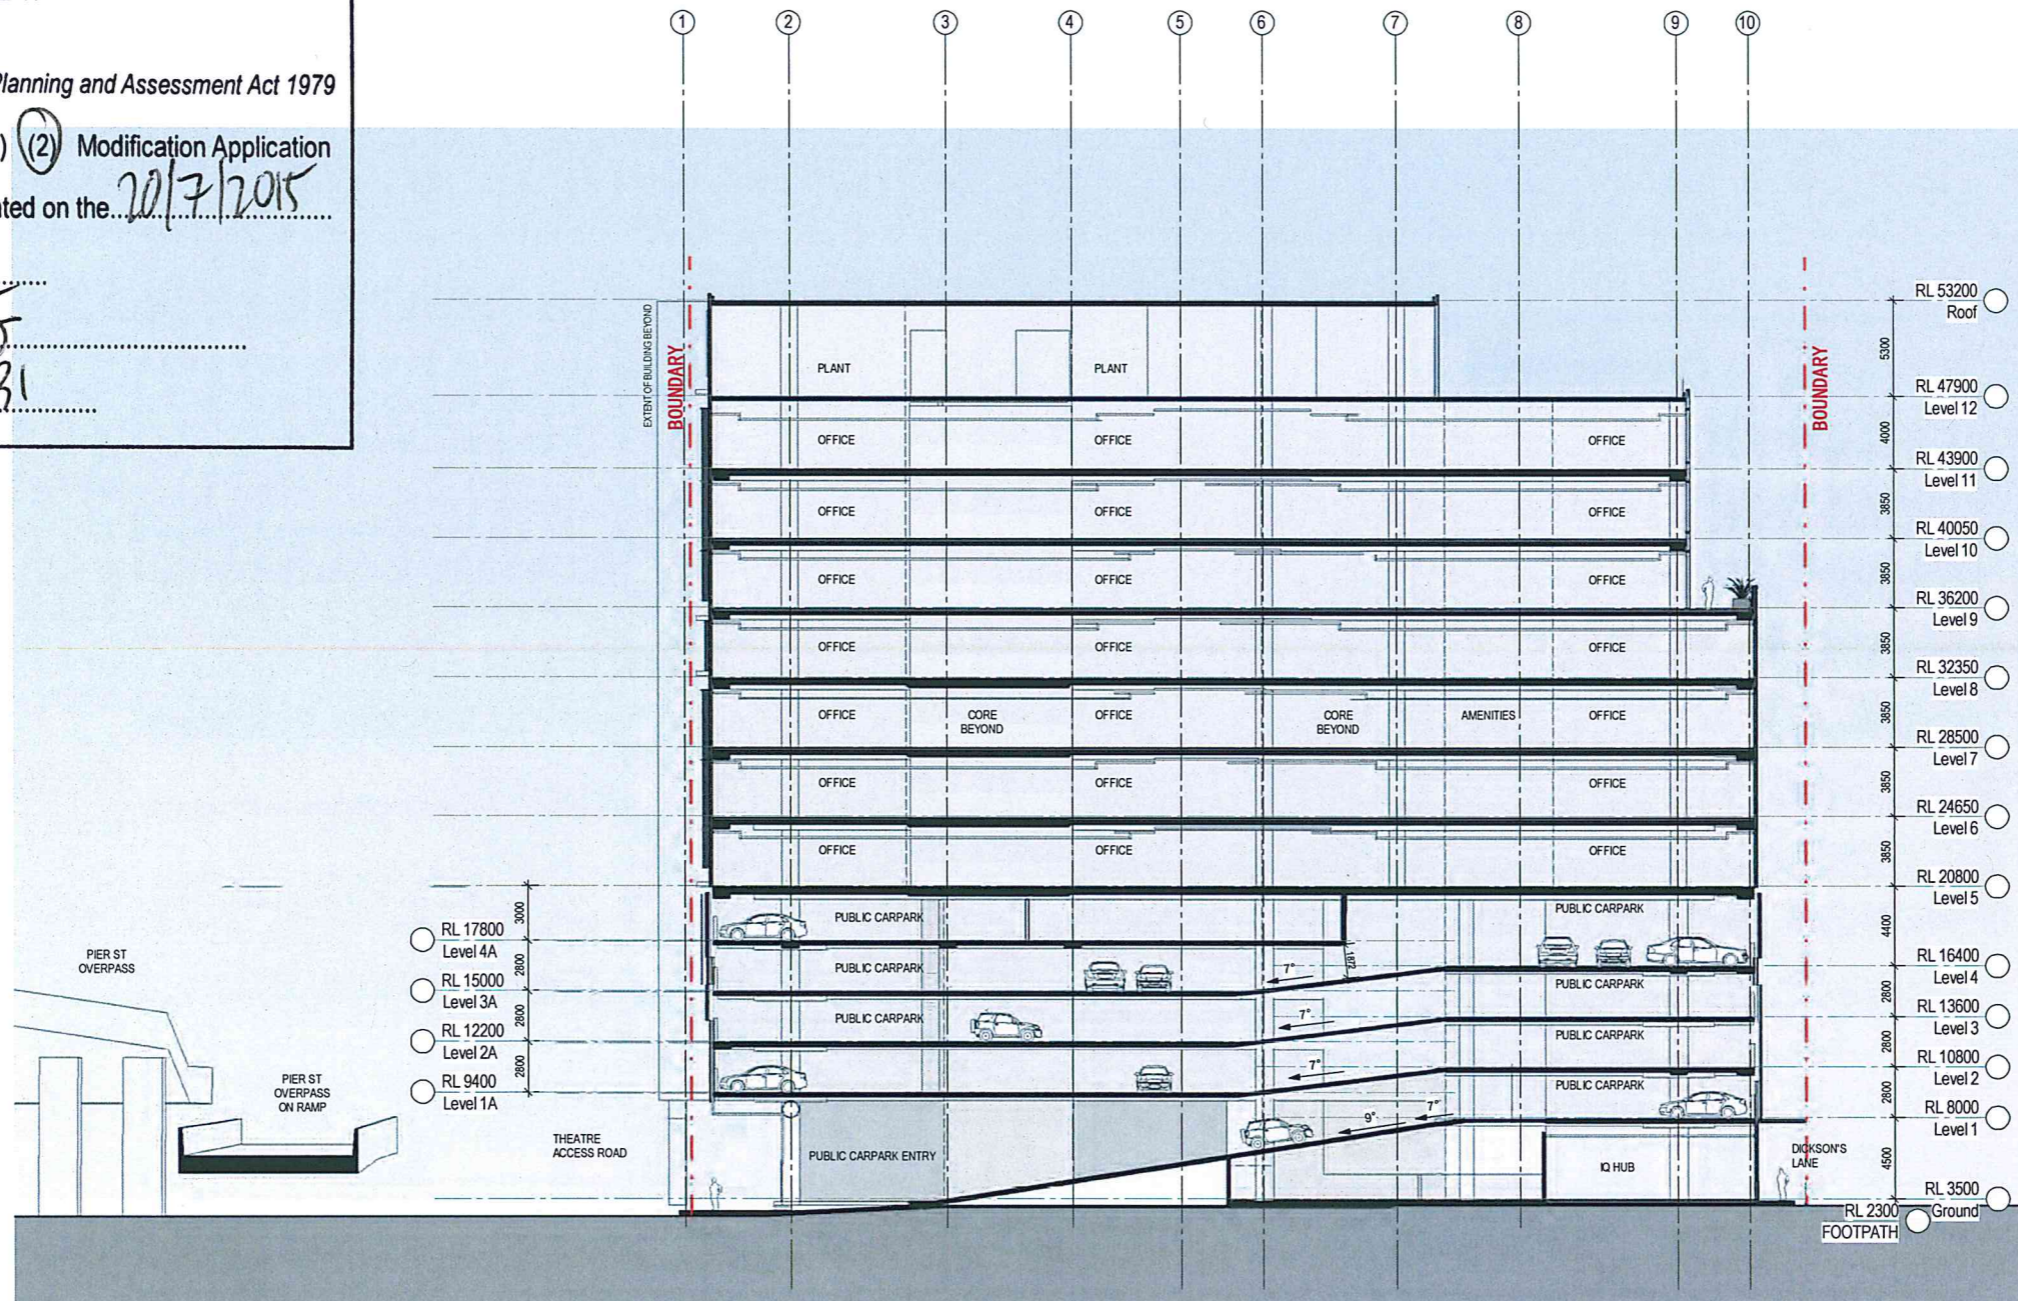 Planning and Assessment Act 1979
(2) Modification Application
on the 20/7/2015
1
2
3
4
5
6
7
8
9
10
EXTENT OF BUILDING BEYOND
BOUNDARY
BOUNDARY
RL 53200
Roof
5300
PLANT
PLANT
RL 47900
Level 12
4000
OFFICE
OFFICE
OFFICE
RL 43900
Level 11
3850
OFFICE
OFFICE
OFFICE
RL 40050
Level 10
3850
OFFICE
OFFICE
OFFICE
RL 36200
Level 9
3850
OFFICE
OFFICE
OFFICE
RL 32350
Level 8
3850
OFFICE
CORE
BEYOND
OFFICE
CORE
BEYOND
AMENITIES
OFFICE
RL 28500
Level 7
3850
OFFICE
OFFICE
OFFICE
RL 24650
Level 6
3850
OFFICE
OFFICE
OFFICE
RL 20800
Level 5
3000
PUBLIC CARPARK
PUBLIC CARPARK
4400
RL 17800
Level 4A
PIER ST
OVERPASS
2800
PUBLIC CARPARK
7°
1872
RL 16400
Level 4
RL 15000
Level 3A
PUBLIC CARPARK
2800
2800
PUBLIC CARPARK
7°
RL 13600
Level 3
RL 12200
Level 2A
PUBLIC CARPARK
2800
2800
7°
RL 10800
Level 2
RL 9400
Level 1A
PUBLIC CARPARK
2800
PIER ST
OVERPASS
ON RAMP
9°
7°
RL 8000
Level 1
THEATRE
ACCESS ROAD
PUBLIC CARPARK ENTRY
IQ HUB
DICKSON'S
LANE
4500
RL 3500
Ground
RL 2300
FOOTPATH